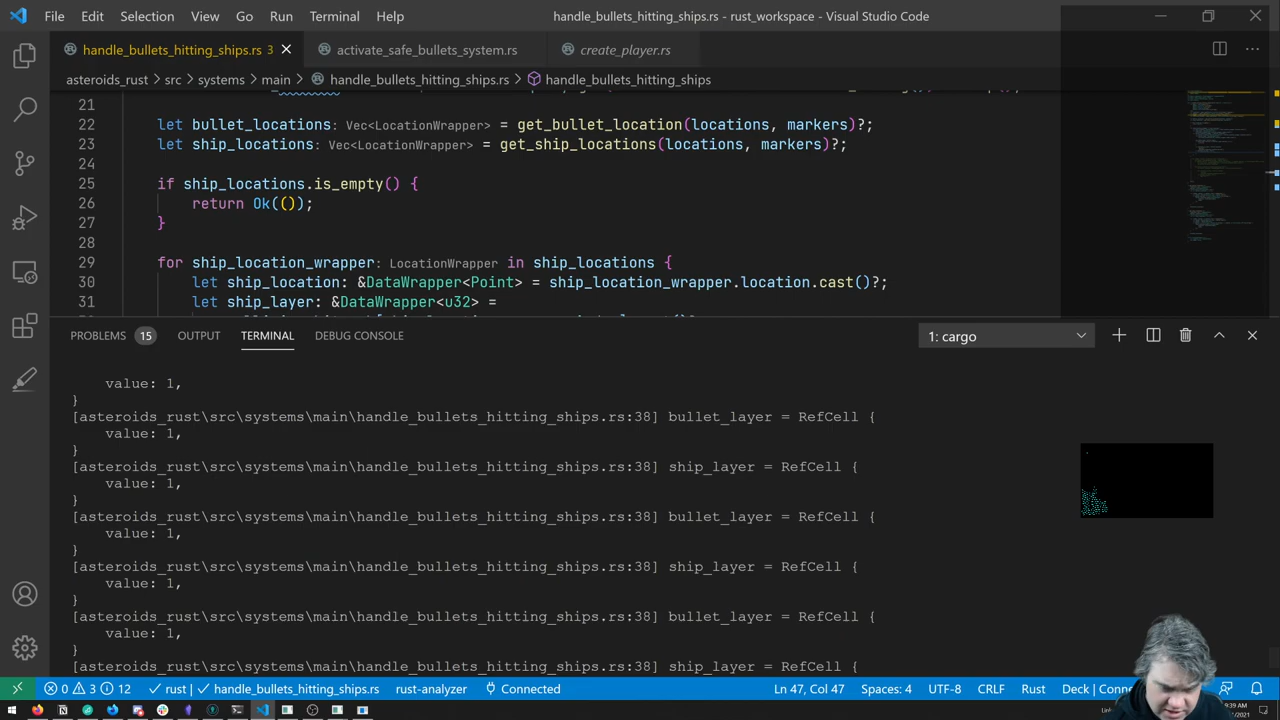 File Edit Selection View Go Run Terminal Help handle_bullets_hitting_ships.rs - rust_workspace - Visual Studio Code
handle_bullets_hitting_ships.rs 3 activate_safe_bullets_system.rs create_player.rs
asteroids_rust > src > systems > main > handle_bullets_hitting_ships.rs > handle_bullets_hitting_ships
21
22 let bullet_locations: Vec<LocationWrapper> = get_bullet_location(locations, markers)?;
23 let ship_locations: Vec<LocationWrapper> = get_ship_locations(locations, markers)?;
24
25 if ship_locations.is_empty() {
26 return Ok(());
27 }
28
29 for ship_location_wrapper: LocationWrapper in ship_locations {
30 let ship_location: &DataWrapper<Point> = ship_location_wrapper.location.cast()?;
31 let ship_layer: &DataWrapper<u32> =
PROBLEMS 15 OUTPUT TERMINAL DEBUG CONSOLE 1: cargo
value: 1,
}
[asteroids_rust\src\systems\main\handle_bullets_hitting_ships.rs:38] bullet_layer = RefCell {
value: 1,
}
[asteroids_rust\src\systems\main\handle_bullets_hitting_ships.rs:38] ship_layer = RefCell {
value: 1,
}
[asteroids_rust\src\systems\main\handle_bullets_hitting_ships.rs:38] bullet_layer = RefCell {
value: 1,
}
[asteroids_rust\src\systems\main\handle_bullets_hitting_ships.rs:38] ship_layer = RefCell {
value: 1,
}
[asteroids_rust\src\systems\main\handle_bullets_hitting_ships.rs:38] bullet_layer = RefCell {
value: 1,
}
[asteroids_rust\src\systems\main\handle_bullets_hitting_ships.rs:38] ship_layer = RefCell {
0 3 12 rust | handle_bullets_hitting_ships.rs rust-analyzer Connected Ln 47, Col 47 Spaces: 4 UTF-8 CRLF Rust Deck | Conn
9:39 AM